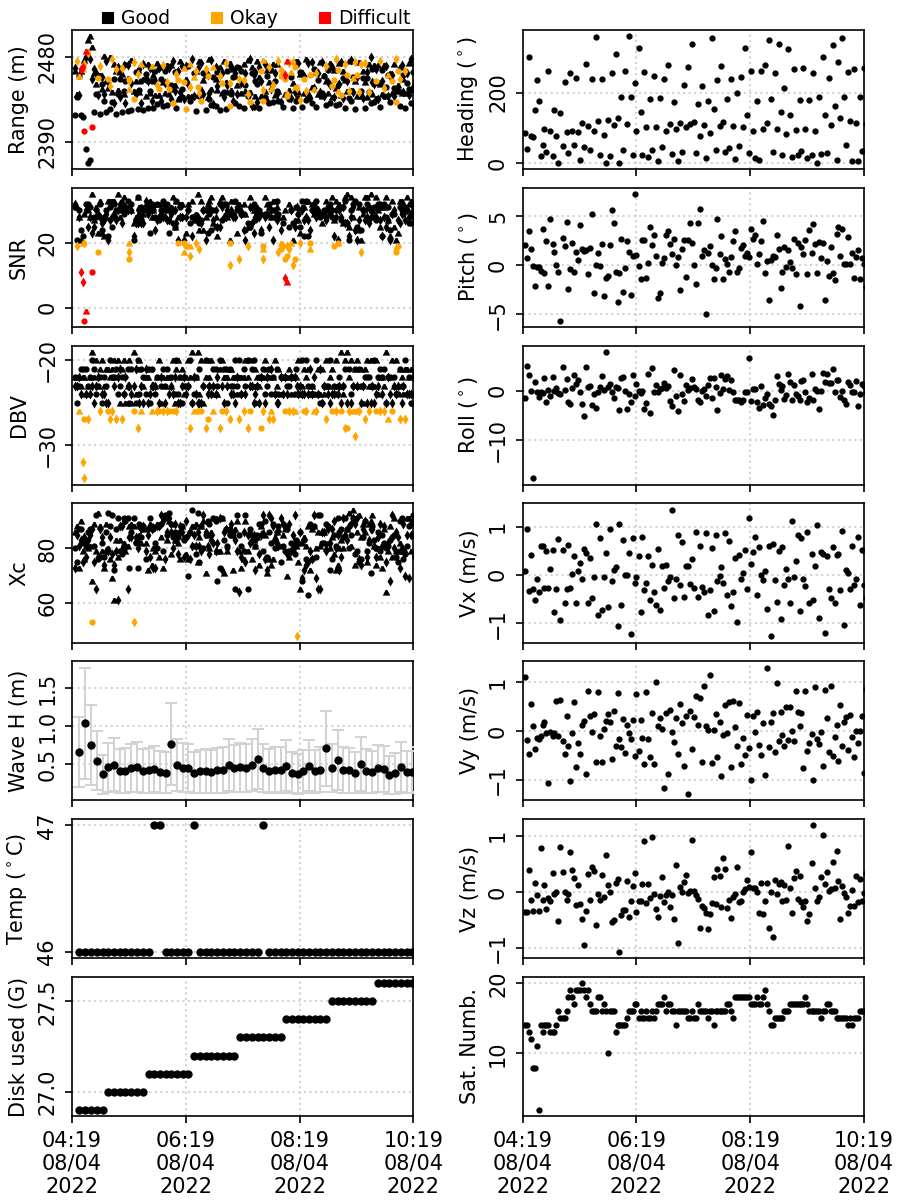 Good Okay Difficult
Range (m)
2480
2390
Heading (°)
200
0
SNR
20
0
Pitch (°)
5
0
−5
DBV
−20
−30
Roll (°)
0
−10
Xc
80
60
Vx (m/s)
1
0
−1
Wave H (m)
1.5
1.0
0.5
Vy (m/s)
1
0
−1
Temp (°C)
47
46
Vz (m/s)
1
0
−1
Disk used (G)
27.5
27.0
Sat. Numb.
20
10
04:19 06:19 08:19 10:19 04:19 06:19 08:19 10:19
08/04 08/04 08/04 08/04 08/04 08/04 08/04 08/04
2022 2022 2022 2022 2022 2022 2022 2022